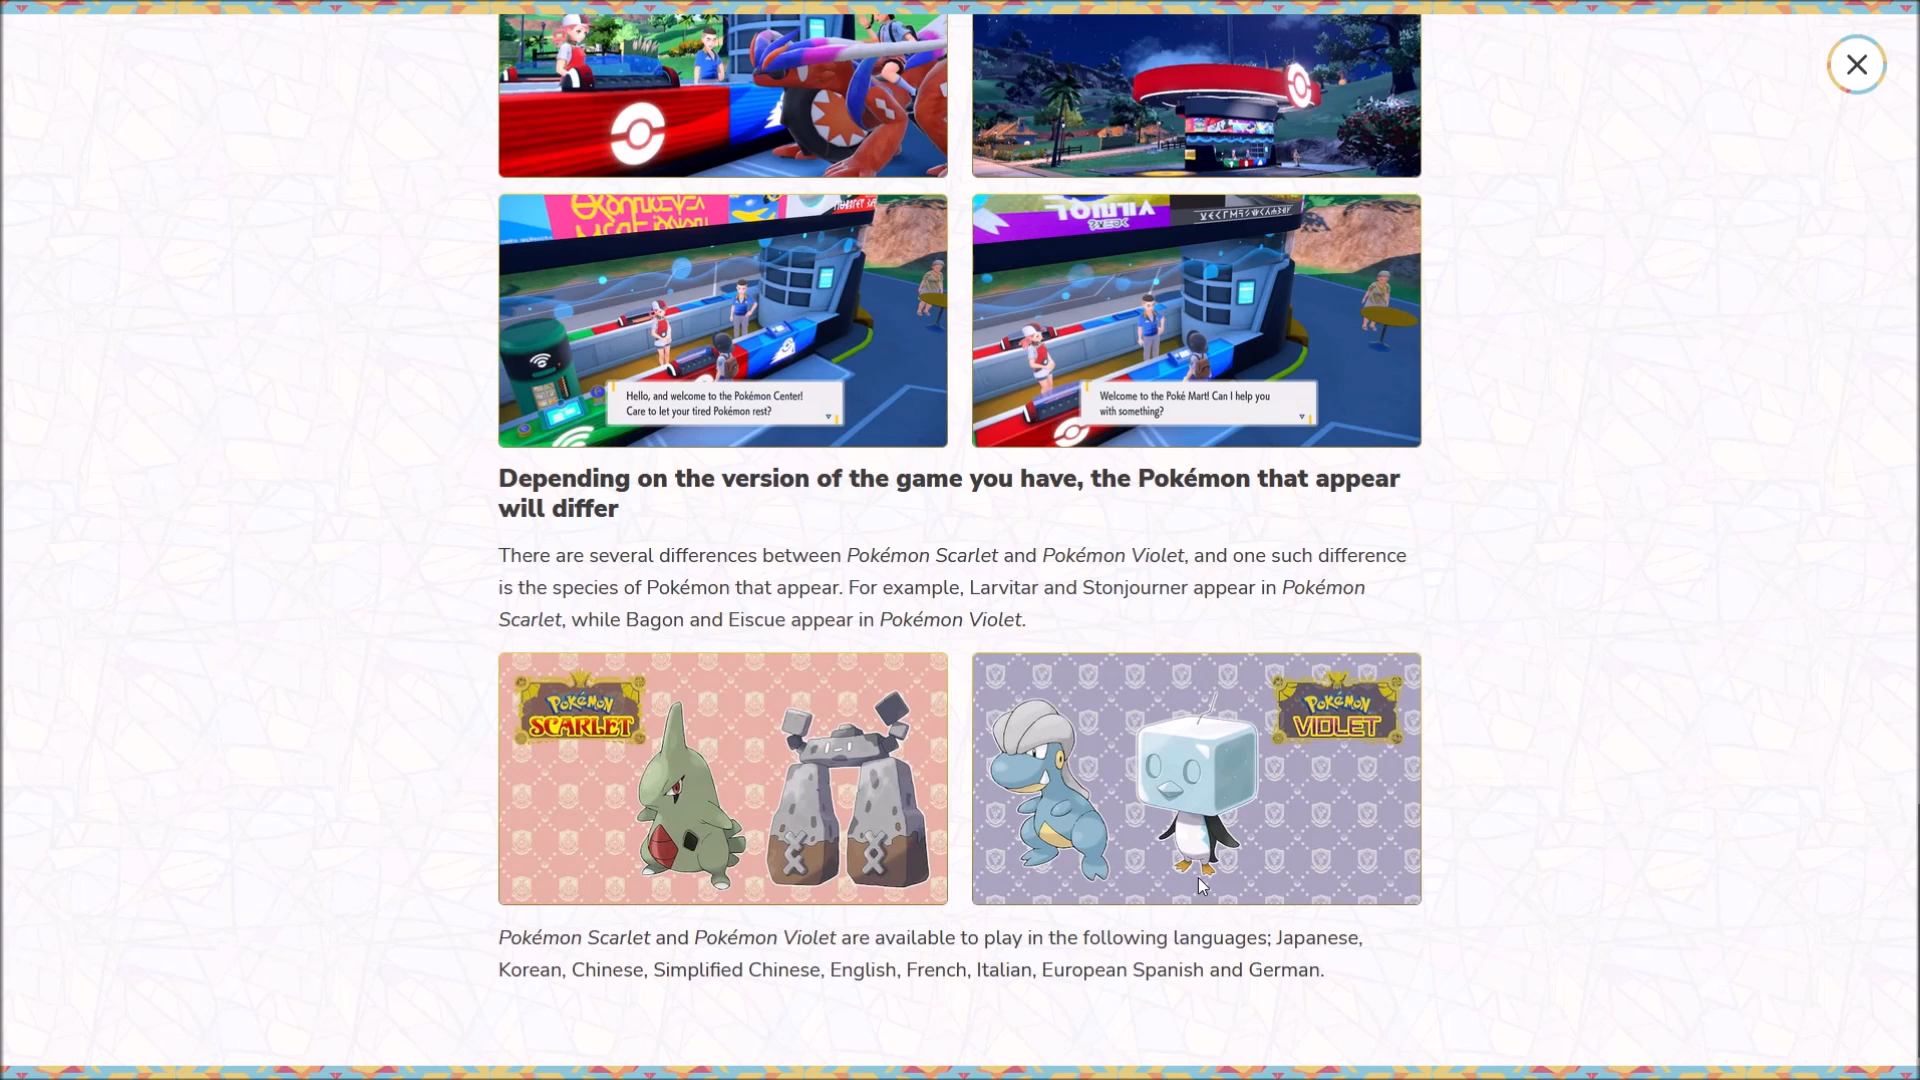 Hello, and welcome to the Pokémon Center!
Care to let your tired Pokémon rest?
Welcome to the Poké Mart! Can I help you
with something?
Depending on the version of the game you have, the Pokémon that appear
will differ
There are several differences between Pokémon Scarlet and Pokémon Violet, and one such difference
is the species of Pokémon that appear. For example, Larvitar and Stonjourner appear in Pokémon
Scarlet, while Bagon and Eiscue appear in Pokémon Violet.
POKéMON
SCARLET
POKéMON
VIOLET
Pokémon Scarlet and Pokémon Violet are available to play in the following languages; Japanese,
Korean, Chinese, Simplified Chinese, English, French, Italian, European Spanish and German.